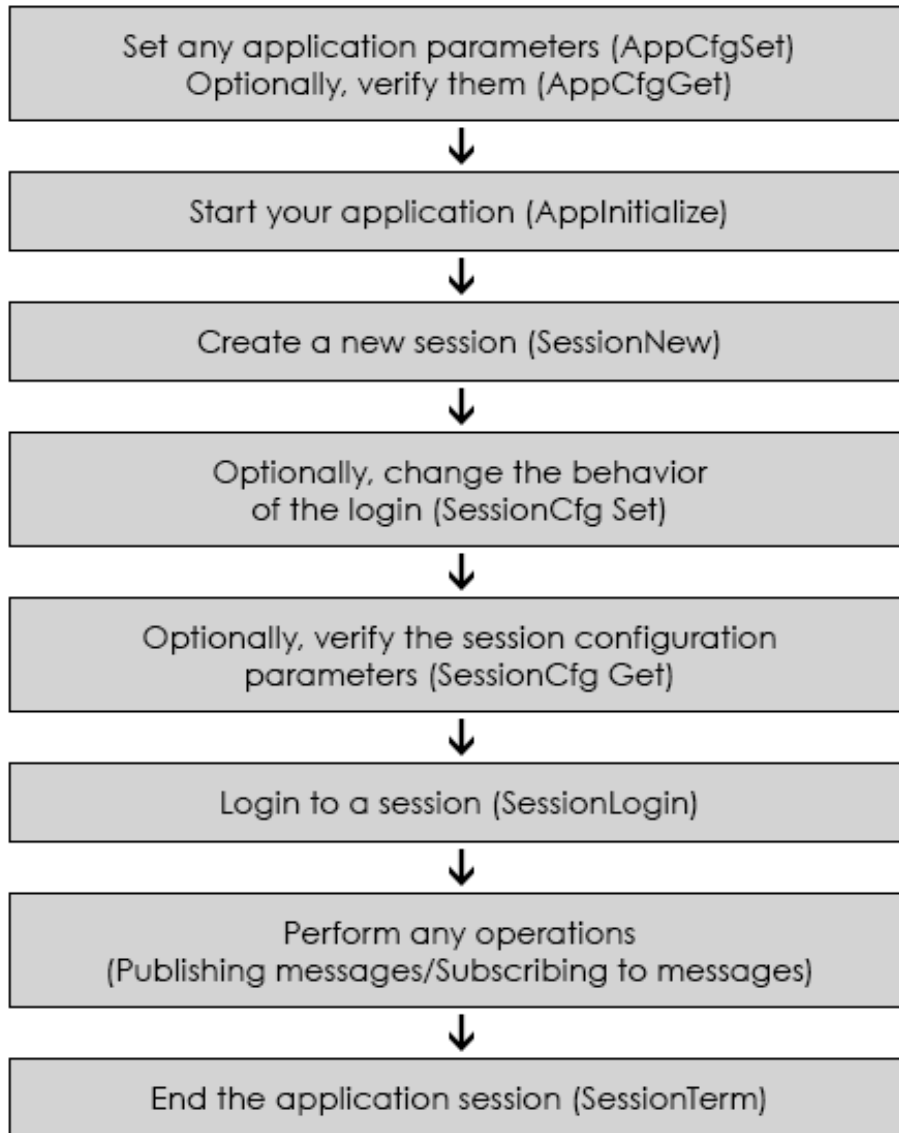 Set any application parameters (AppCfgSet)
Optionally, verify them (AppCfgGet)
Start your application (AppInitialize)
Create a new session (SessionNew)
Optionally, change the behavior
of the login (SessionCfg Set)
Optionally, verify the session configuration
parameters (SessionCfg Get)
Login to a session (SessionLogin)
Perform any operations
(Publishing messages/Subscribing to messages)
End the application session (SessionTerm)